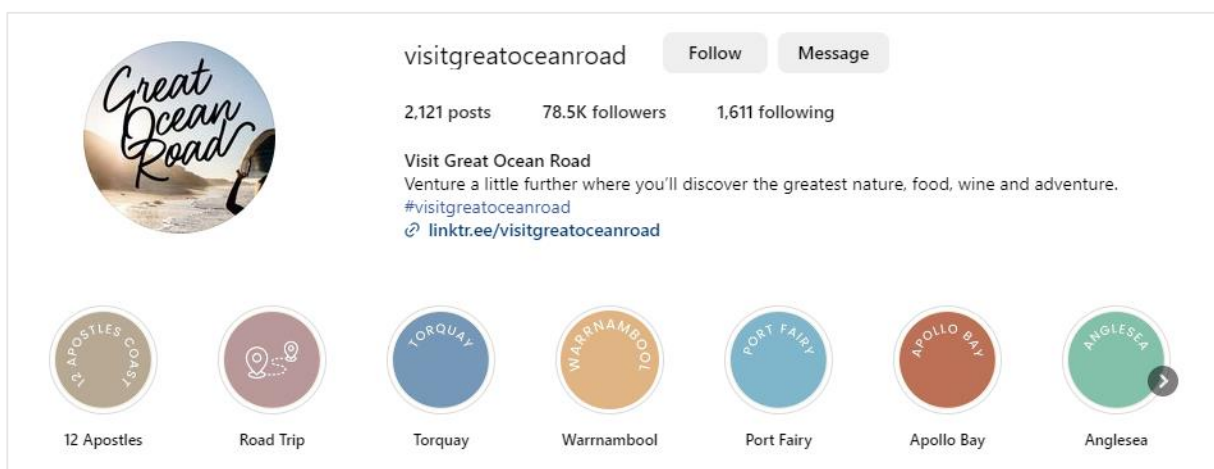 Great
Ocean
Road
visitgreatoceanroad Follow Message
2,121 posts 78.5K followers 1,611 following
Visit Great Ocean Road
Venture a little further where you'll discover the greatest nature, food, wine and adventure.
#visitgreatoceanroad
linktr.ee/visitgreatoceanroad
12 APOSTLES COAST
TORQUAY
WARRNAMBOOL
PORT FAIRY
APOLLO BAY
ANGLESEA
12 Apostles Road Trip Torquay Warrnambool Port Fairy Apollo Bay Anglesea